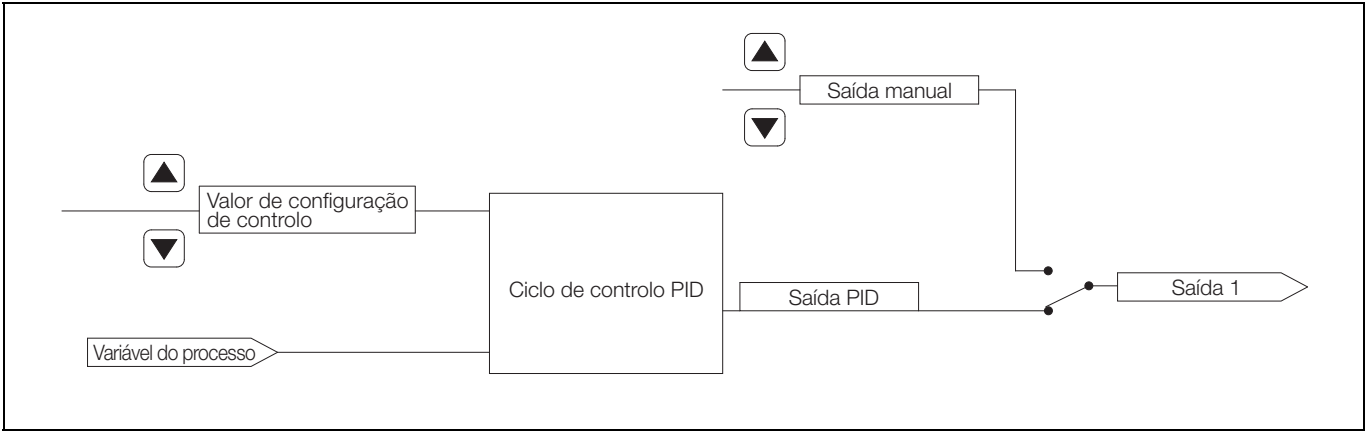 Saída manual
Valor de configuração
de controlo
Ciclo de controlo PID
Saída PID
Saída 1
Variável do processo